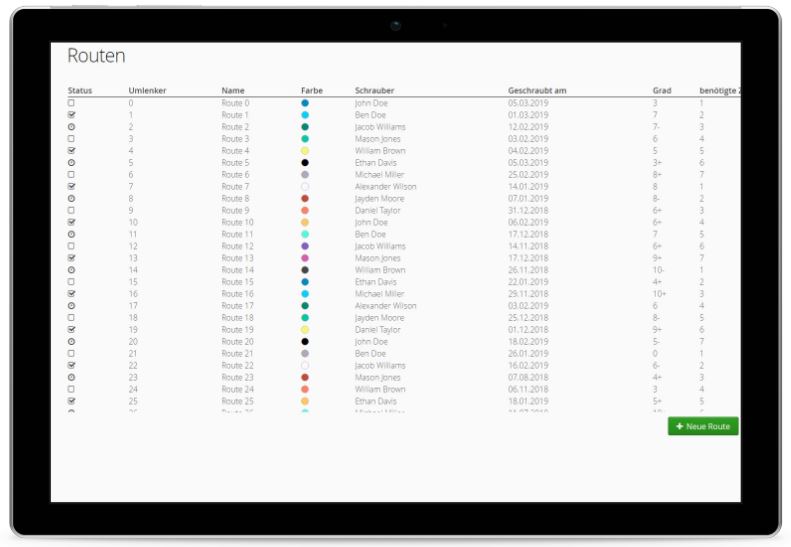 Routen
Status Umlenker Name Farbe Schrauber Geschraubt am Grad benötigte
0 Route 0 John Doe 05.03.2019 3 1
1 Route 1 Ben Doe 01.03.2019 7 2
2 Route 2 Jacob Williams 12.02.2019 7- 3
3 Route 3 Mason Jones 03.02.2019 6 4
4 Route 4 William Brown 04.02.2019 5 5
5 Route 5 Ethan Davis 05.03.2019 3+ 6
6 Route 6 Michael Miller 25.02.2019 8+ 7
7 Route 7 Alexander Wilson 14.01.2019 8 1
8 Route 8 Jayden Moore 07.01.2019 8- 2
9 Route 9 Daniel Taylor 31.12.2018 6+ 3
10 Route 10 John Doe 06.02.2019 6+ 4
11 Route 11 Ben Doe 17.12.2018 7 5
12 Route 12 Jacob Williams 14.11.2018 6+ 6
13 Route 13 Mason Jones 17.12.2018 9+ 7
14 Route 14 William Brown 26.11.2018 10- 1
15 Route 15 Ethan Davis 22.01.2019 4+ 2
16 Route 16 Michael Miller 29.11.2018 10+ 3
17 Route 17 Alexander Wilson 03.02.2019 6 4
18 Route 18 Jayden Moore 25.12.2018 8- 5
19 Route 19 Daniel Taylor 01.12.2018 9+ 6
20 Route 20 John Doe 18.02.2019 5- 7
21 Route 21 Ben Doe 26.01.2019 0 1
22 Route 22 Jacob Williams 16.02.2019 6- 2
23 Route 23 Mason Jones 07.08.2018 4+ 3
24 Route 24 William Brown 06.11.2018 3 4
25 Route 25 Ethan Davis 18.01.2019 5+ 5
+ Neue Route